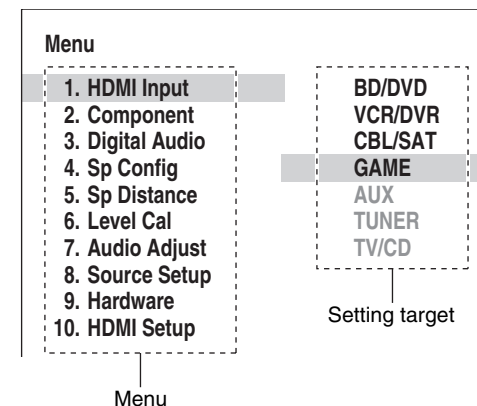 Menu
1. HDMI Input
2. Component
3. Digital Audio
4. Sp Config
5. Sp Distance
6. Level Cal
7. Audio Adjust
8. Source Setup
9. Hardware
10. HDMI Setup
BD/DVD
VCR/DVR
CBL/SAT
GAME
AUX
TUNER
TV/CD
Setting target
Menu